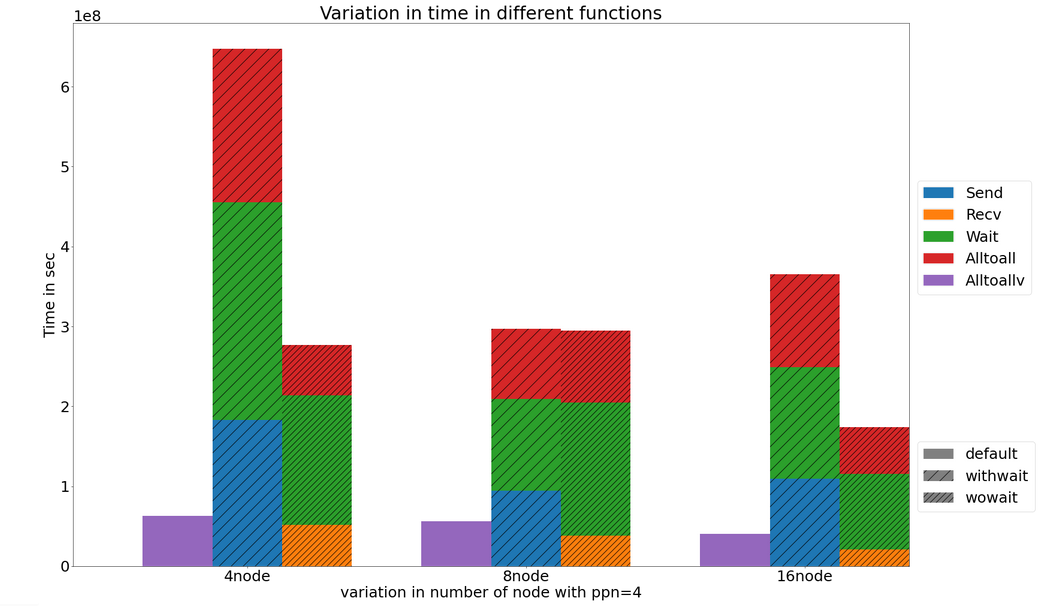 Variation in time in different functions
1e8
6
5
4
3
2
1
0
Time in sec
4node
8node
16node
variation in number of node with ppn=4
Send
Recv
Wait
Alltoall
Alltoallv
default
withwait
wowait